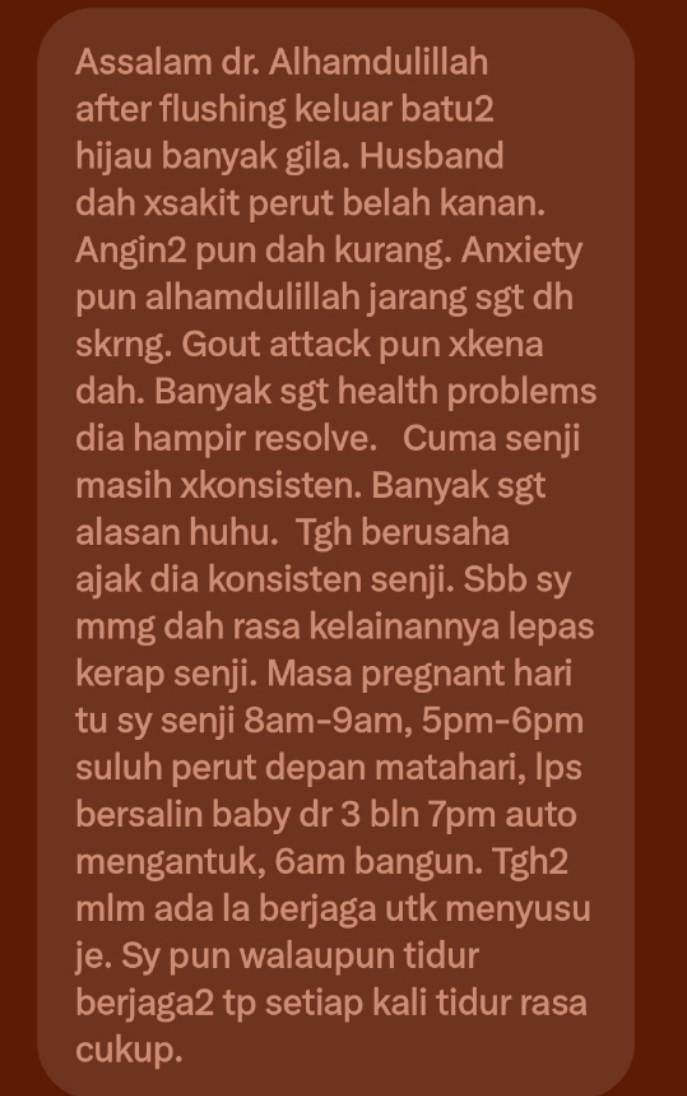 Assalam dr. Alhamdulillah
after flushing keluar batu2
hijau banyak gila. Husband
dah xsakit perut belah kanan.
Angin2 pun dah kurang. Anxiety
pun alhamdulillah jarang sgt dh
skrng. Gout attack pun xkena
dah. Banyak sgt health problems
dia hampir resolve.   Cuma senji
masih xkonsisten. Banyak sgt
alasan huhu.  Tgh berusaha
ajak dia konsisten senji. Sbb sy
mmg dah rasa kelainannya lepas
kerap senji. Masa pregnant hari
tu sy senji 8am-9am, 5pm-6pm
suluh perut depan matahari, lps
bersalin baby dr 3 bln 7pm auto
mengantuk, 6am bangun. Tgh2
mlm ada la berjaga utk menyusu
je. Sy pun walaupun tidur
berjaga2 tp setiap kali tidur rasa
cukup.